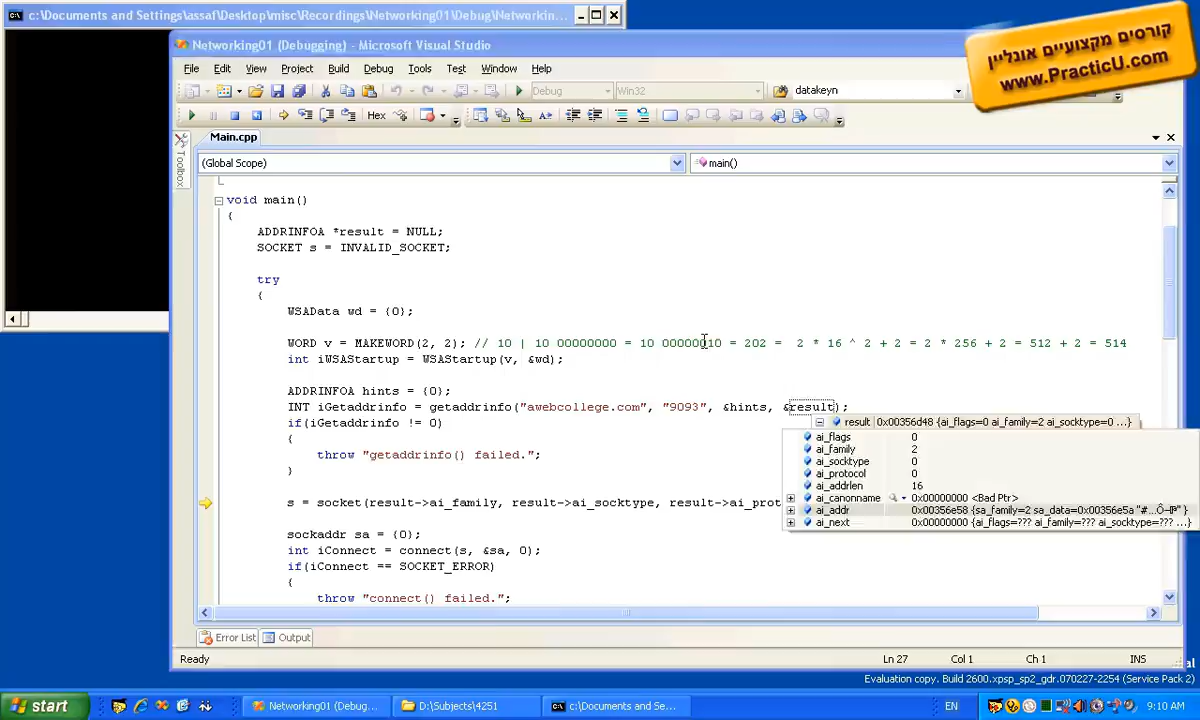 c:\Documents and Settings\assaf\Desktop\misc\Recordings\Networking01\Debug\Networkin...
קורסים מקצועיים אונליין
www.PracticU.com
Networking01 (Debugging) - Microsoft Visual Studio
File Edit View Project Build Debug Tools Test Window Help
Debug Win32 datakeyn
Hex
Main.cpp
Toolbox
(Global Scope) main()
void main()
{
ADDRINFOA *result = NULL;
SOCKET s = INVALID_SOCKET;
try
{
WSAData wd = {0};
WORD v = MAKEWORD(2, 2); // 10 | 10 00000000 = 10 00000010 = 202 = 2 * 16 ^ 2 + 2 = 2 * 256 + 2 = 512 + 2 = 514
int iWSAStartup = WSAStartup(v, &wd);
ADDRINFOA hints = {0};
INT iGetaddrinfo = getaddrinfo("awebcollege.com", "9093", &hints, &result);
if(iGetaddrinfo != 0)
{
throw "getaddrinfo() failed.";
}
result 0x00356d48 {ai_flags=0 ai_family=2 ai_socktype=0 ...}
ai_flags 0
ai_family 2
ai_socktype 0
ai_protocol 0
ai_addrlen 16
ai_canonname 0x00000000 <Bad Ptr>
ai_addr 0x00356e58 {sa_family=2 sa_data=0x00356e5a "#...
ai_next 0x00000000 {ai_flags=??? ai_family=??? ai_socktype=??? ...}
s = socket(result->ai_family, result->ai_socktype, result->ai_prot
sockaddr sa = {0};
int iConnect = connect(s, &sa, 0);
if(iConnect == SOCKET_ERROR)
{
throw "connect() failed.";
Error List Output
Ready Ln 27 Col 1 Ch 1 INS
Evaluation copy. Build 2600.xpsp_sp2_gdr.070227-2254 (Service Pack 2)
start Networking01 (Debug... D:\Subjects\4251 c:\Documents and Se... EN 9:10 AM